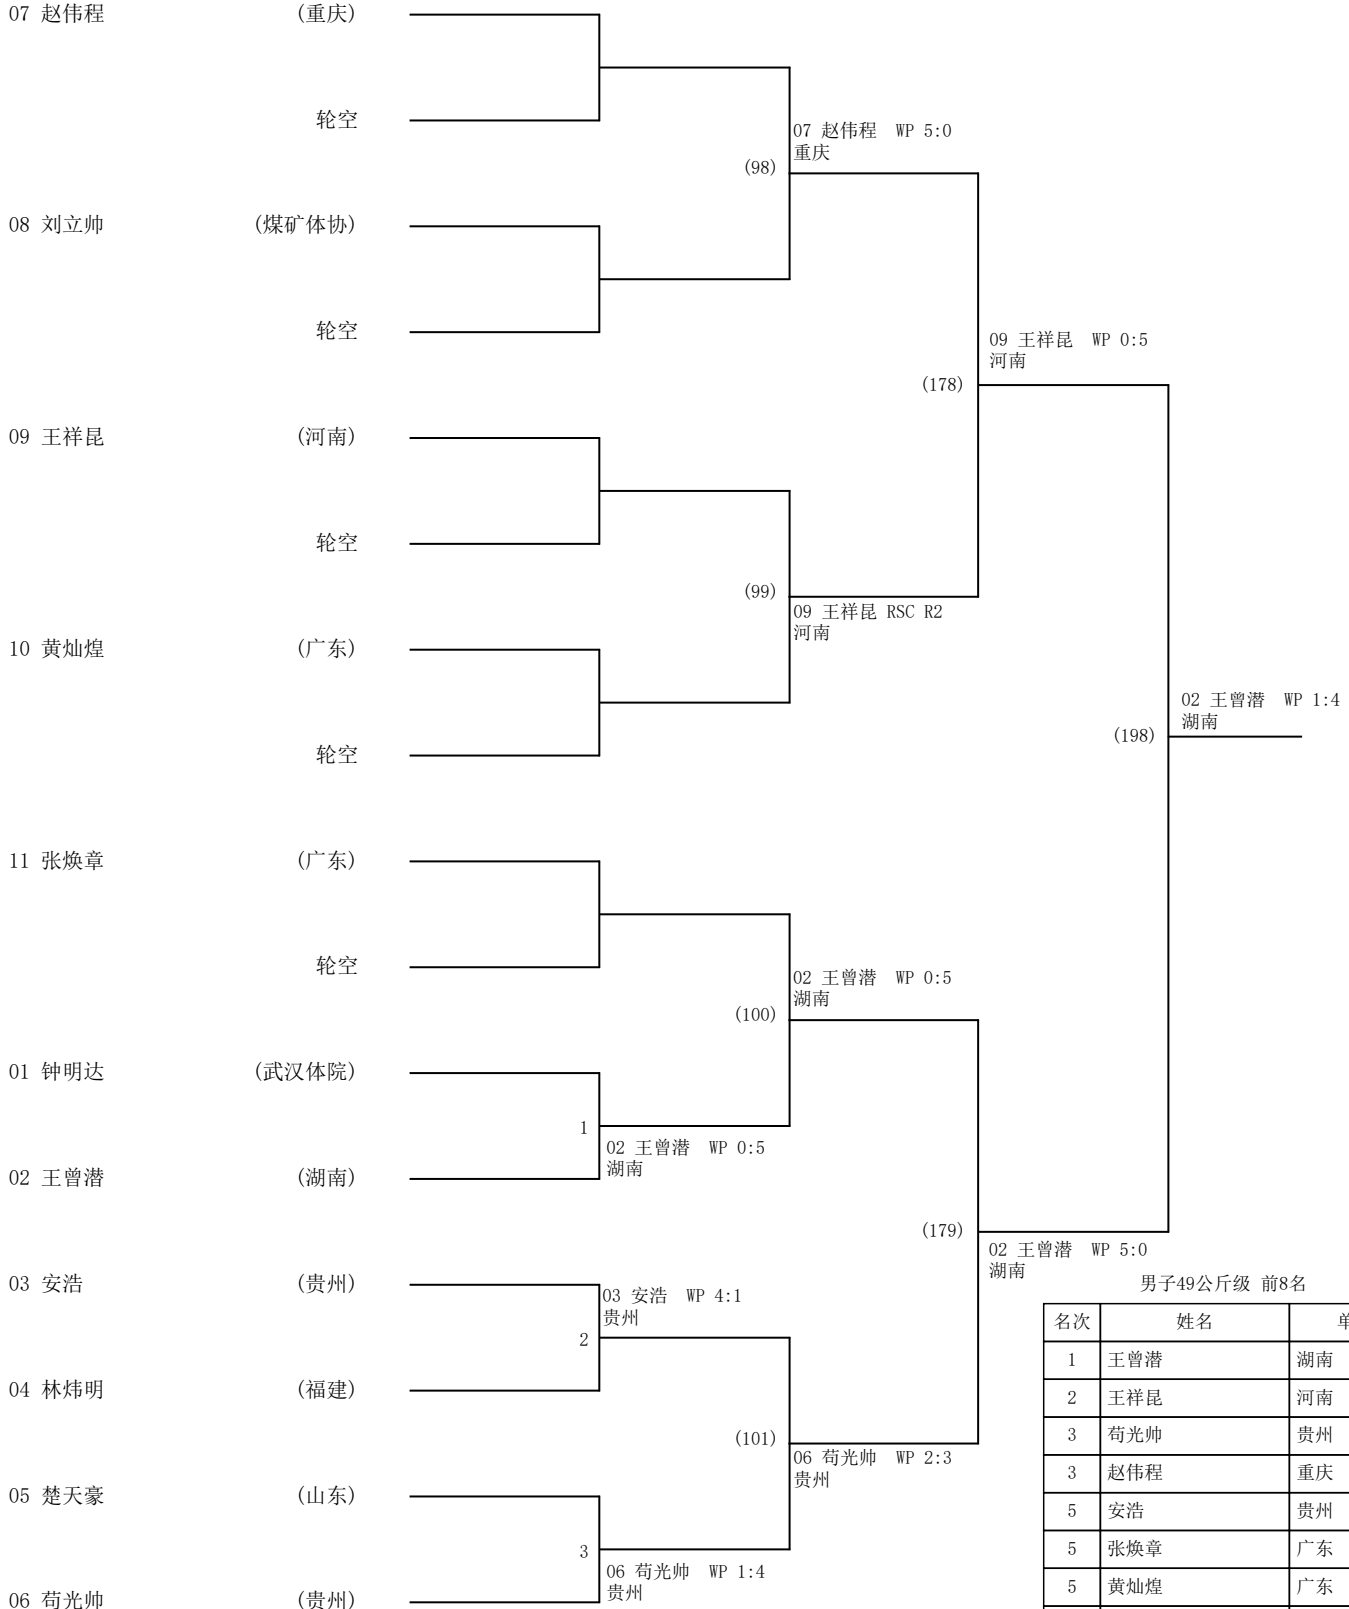 07 赵伟程 (重庆)
轮空
07 赵伟程 WP 5:0
重庆
(98)
08 刘立帅 (煤矿体协)
轮空
09 王祥昆 WP 0:5
河南
(178)
09 王祥昆 (河南)
轮空
(99)
09 王祥昆 RSC R2
河南
10 黄灿煌 (广东)
02 王曾潜 WP 1:4
湖南
(198)
轮空
11 张焕章 (广东)
轮空
02 王曾潜 WP 0:5
湖南
(100)
01 钟明达 (武汉体院)
1
02 王曾潜 WP 0:5
湖南
02 王曾潜 (湖南)
(179)
02 王曾潜 WP 5:0
湖南
03 安浩 (贵州)
03 安浩 WP 4:1
贵州
2
04 林炜明 (福建)
(101)
06 苟光帅 WP 2:3
贵州
05 楚天豪 (山东)
3
06 苟光帅 WP 1:4
贵州
06 苟光帅 (贵州)
男子49公斤级 前8名
名次 姓名
1 王曾潜 湖南
2 王祥昆 河南
3 苟光帅 贵州
3 赵伟程 重庆
5 安浩 贵州
5 张焕章 广东
5 黄灿煌 广东